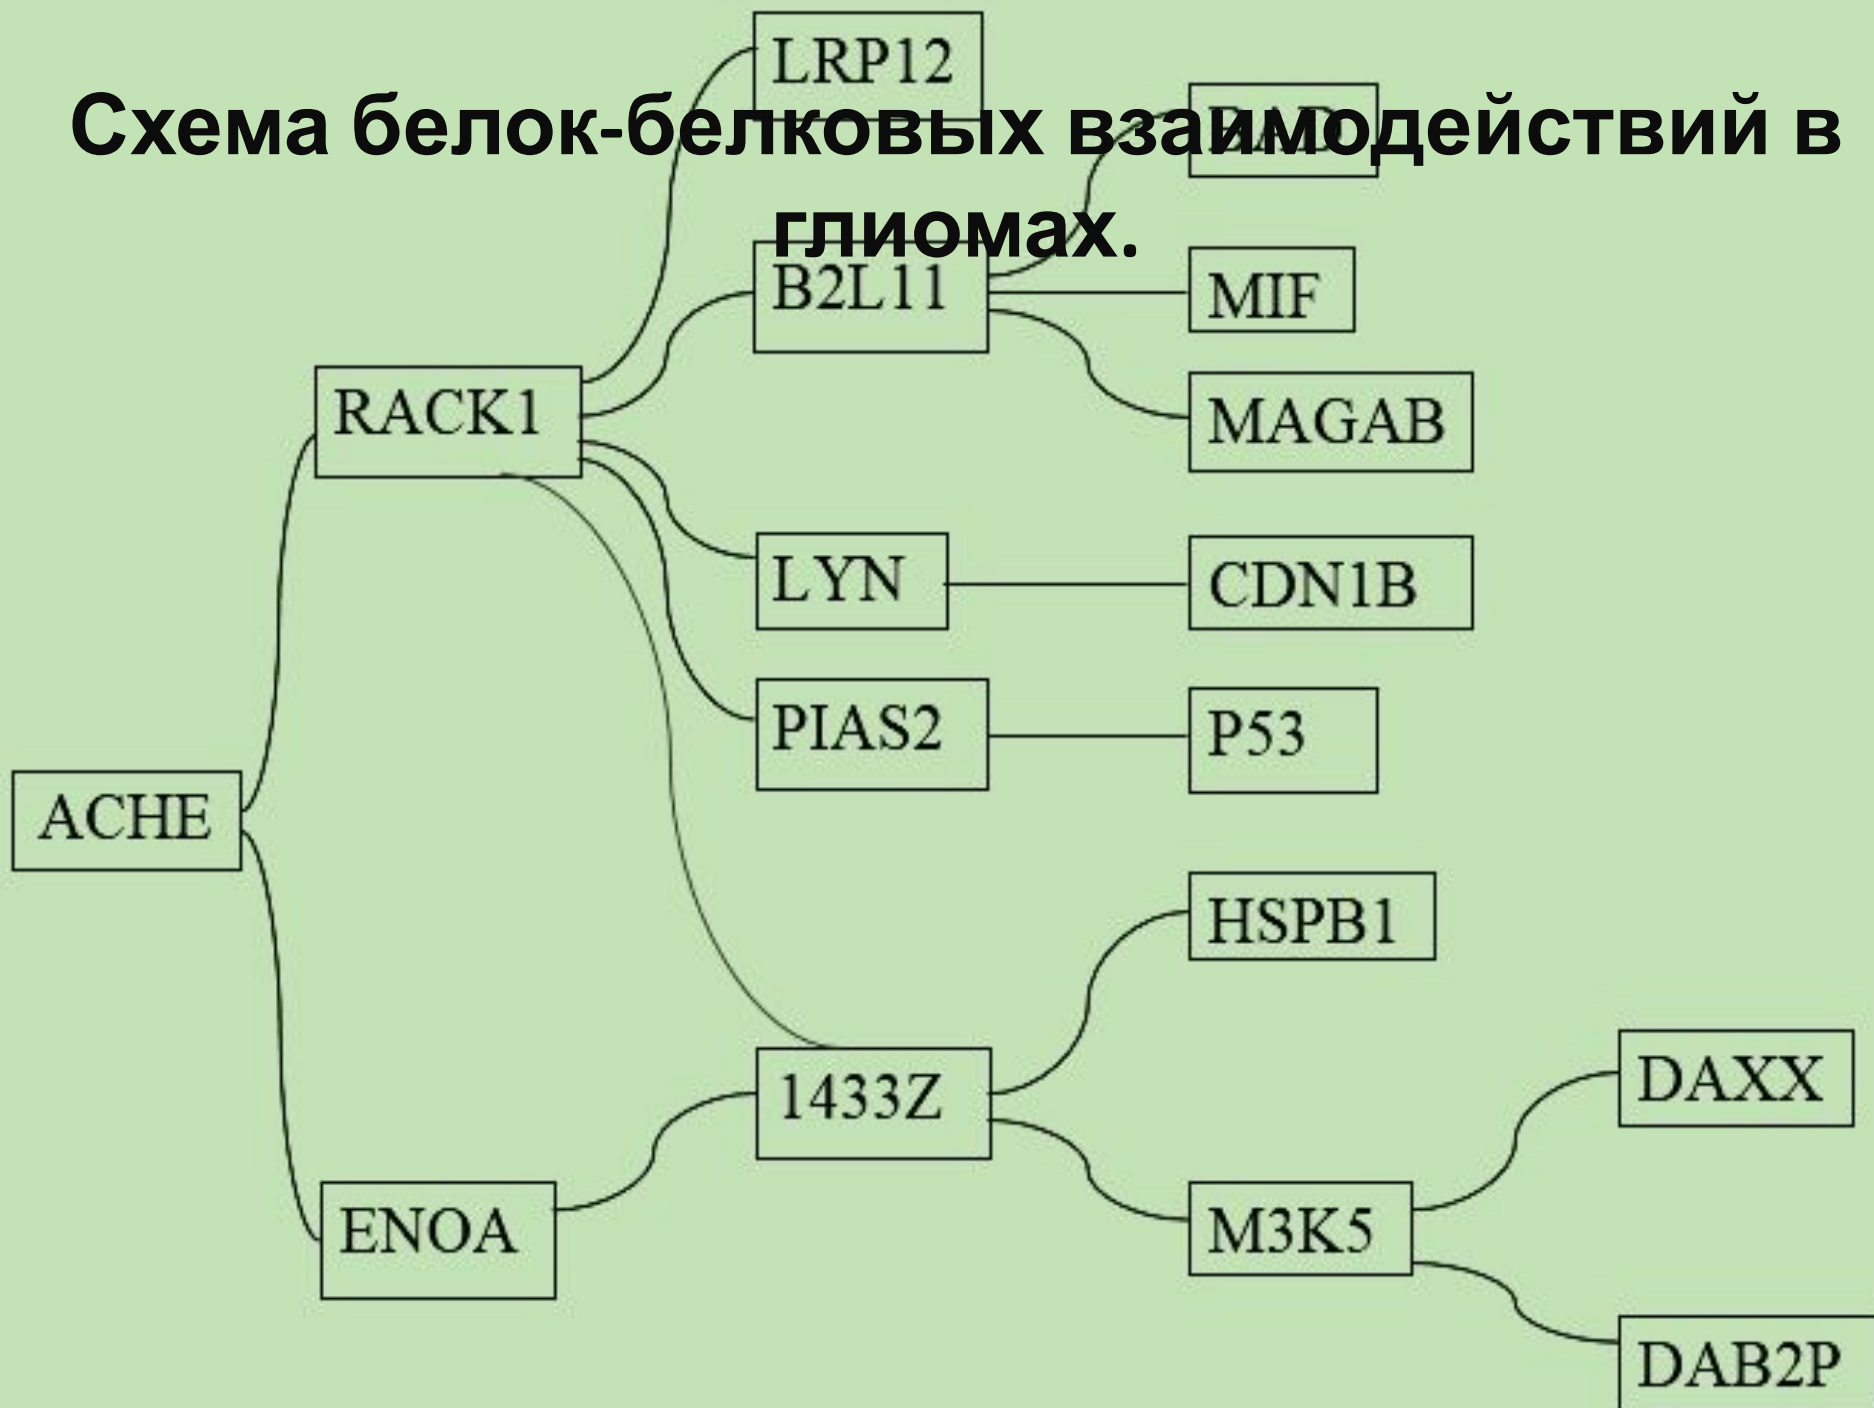 LRP12
Схема белок-белковых взаимодействий в
глиомах.
BAD
B2L11
MIF
RACK1
MAGAB
LYN
CDN1B
PIAS2
P53
ACHE
HSPB1
1433Z
DAXX
ENOA
M3K5
DAB2P